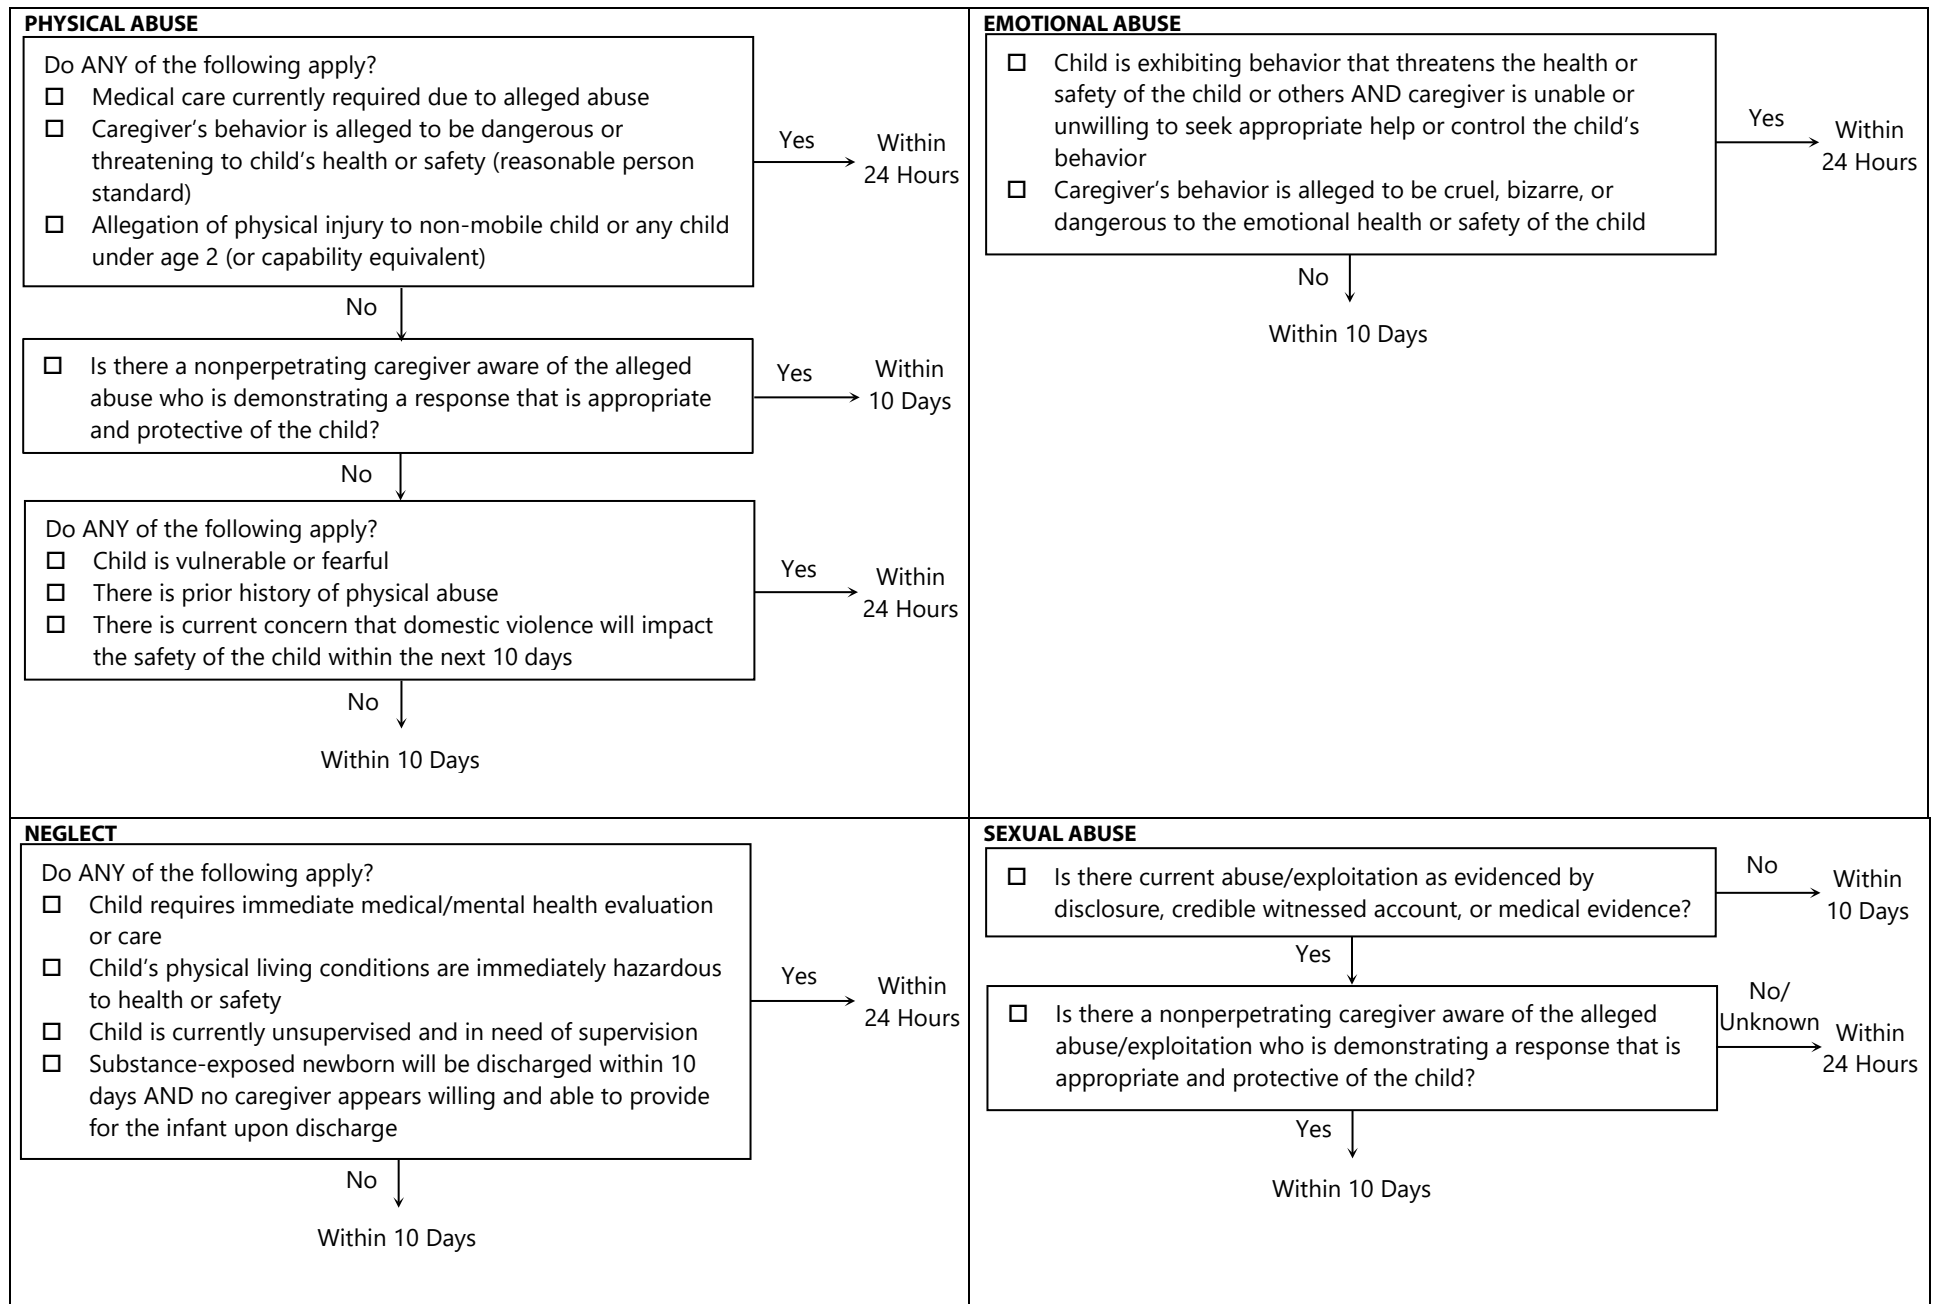 PHYSICAL ABUSE
Do ANY of the following apply?
☐ Medical care currently required due to alleged abuse
☐ Caregiver’s behavior is alleged to be dangerous or
threatening to child’s health or safety (reasonable person
standard)
☐ Allegation of physical injury to non-mobile child or any child
under age 2 (or capability equivalent)
Yes
Within
24 Hours
No
☐ Is there a nonperpetrating caregiver aware of the alleged
abuse who is demonstrating a response that is appropriate
and protective of the child?
Yes
Within
10 Days
No
Do ANY of the following apply?
☐ Child is vulnerable or fearful
☐ There is prior history of physical abuse
☐ There is current concern that domestic violence will impact
the safety of the child within the next 10 days
Yes
Within
24 Hours
No
Within 10 Days
EMOTIONAL ABUSE
☐ Child is exhibiting behavior that threatens the health or
safety of the child or others AND caregiver is unable or
unwilling to seek appropriate help or control the child’s
behavior
☐ Caregiver’s behavior is alleged to be cruel, bizarre, or
dangerous to the emotional health or safety of the child
Yes
Within
24 Hours
No
Within 10 Days
NEGLECT
Do ANY of the following apply?
☐ Child requires immediate medical/mental health evaluation
or care
☐ Child’s physical living conditions are immediately hazardous
to health or safety
☐ Child is currently unsupervised and in need of supervision
☐ Substance-exposed newborn will be discharged within 10
days AND no caregiver appears willing and able to provide
for the infant upon discharge
Yes
Within
24 Hours
No
Within 10 Days
SEXUAL ABUSE
☐ Is there current abuse/exploitation as evidenced by
disclosure, credible witnessed account, or medical evidence?
No
Within
10 Days
Yes
☐ Is there a nonperpetrating caregiver aware of the alleged
abuse/exploitation who is demonstrating a response that is
appropriate and protective of the child?
No/
Unknown
Within
24 Hours
Yes
Within 10 Days